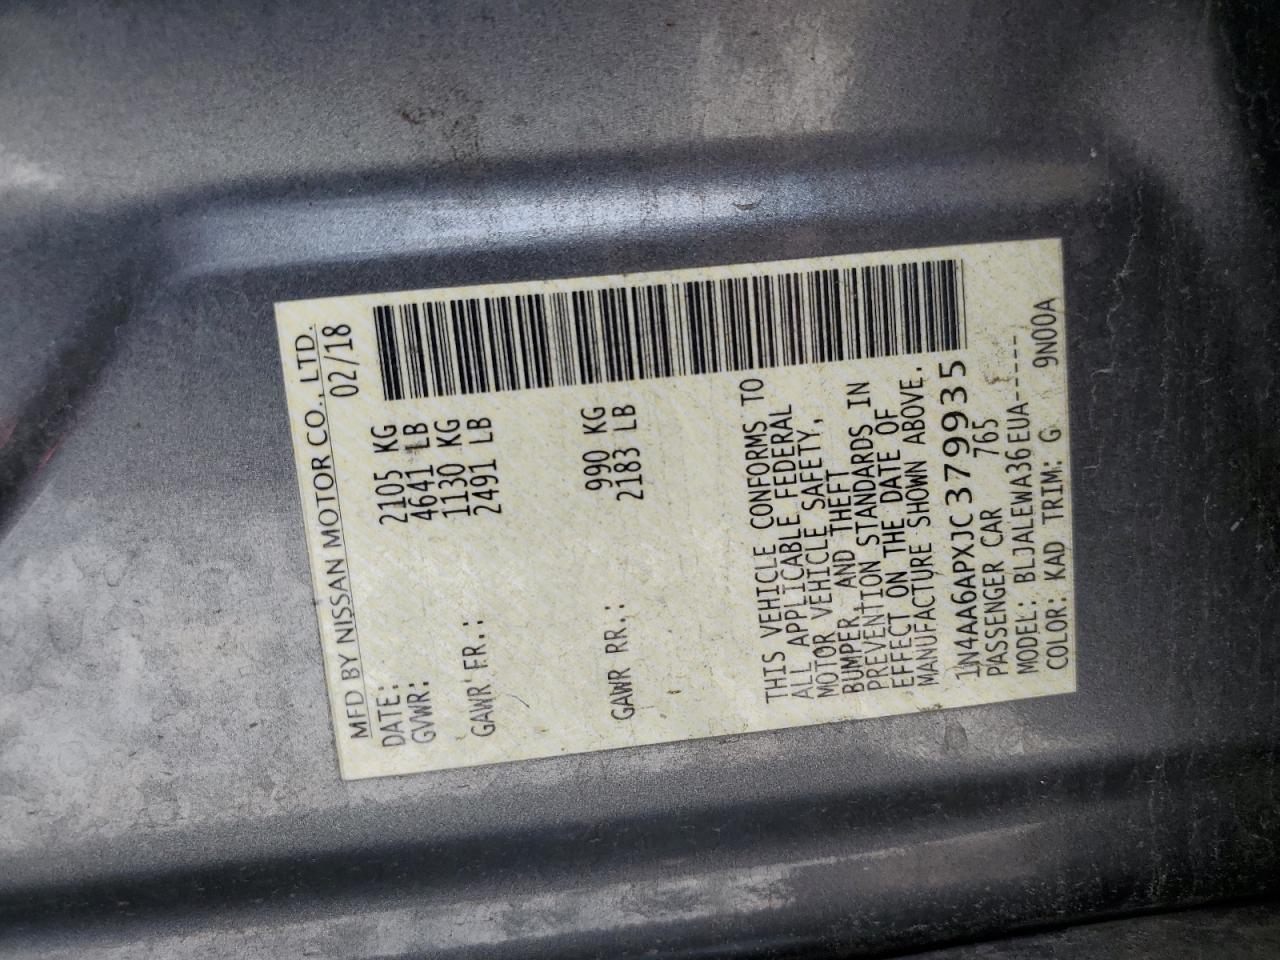 MFD BY NISSAN MOTOR CO., LTD.
DATE: 02/18
GVWR: 2105 KG
4641 LB
GAWR FR.: 1130 KG
2491 LB
GAWR RR.: 990 KG
2183 LB
THIS VEHICLE CONFORMS TO
ALL APPLICABLE FEDERAL
MOTOR VEHICLE SAFETY,
BUMPER, AND THEFT
PREVENTION STANDARDS IN
EFFECT ON THE DATE OF
MANUFACTURE SHOWN ABOVE.
1N4AA6APXJC379935
PASSENGER CAR 765
MODEL: BLJALEWA36EUA-----
COLOR: KAD TRIM: G 9N00A